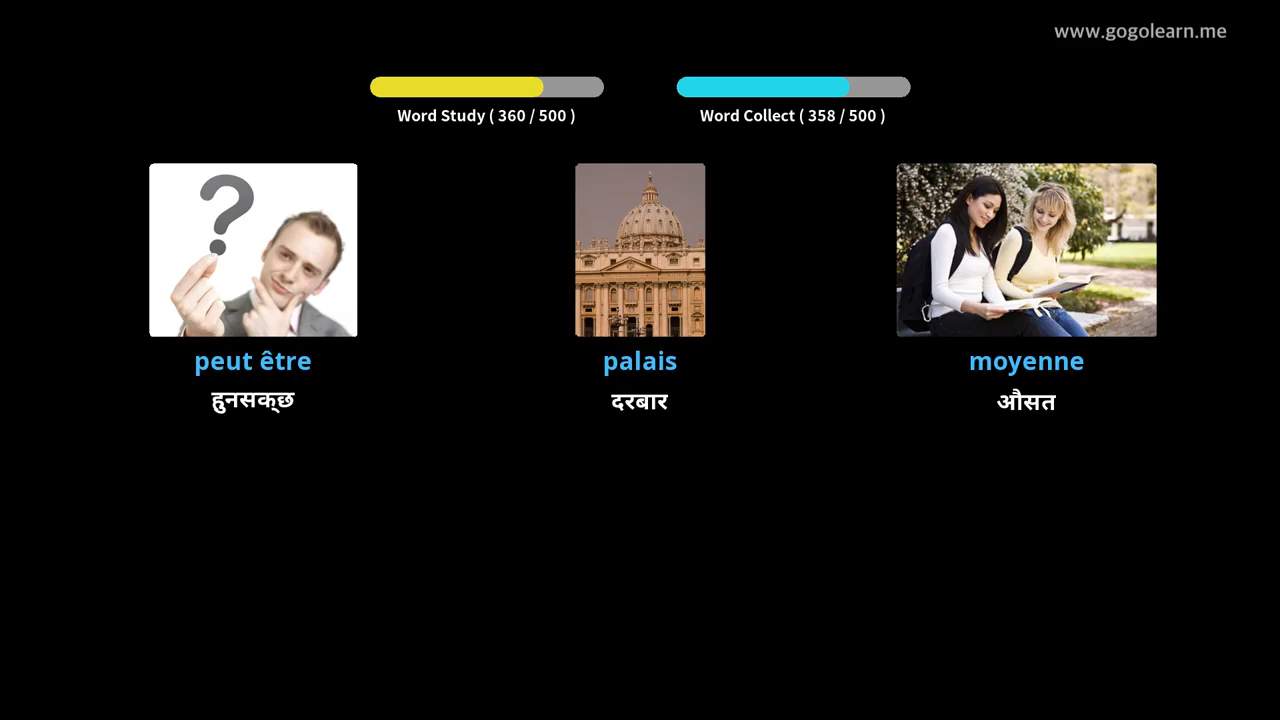 www.gogolearn.me
Word Study ( 360 / 500 )
Word Collect ( 358 / 500 )
peut être
palais
moyenne
हुनसक्छ
दरबार
औसत